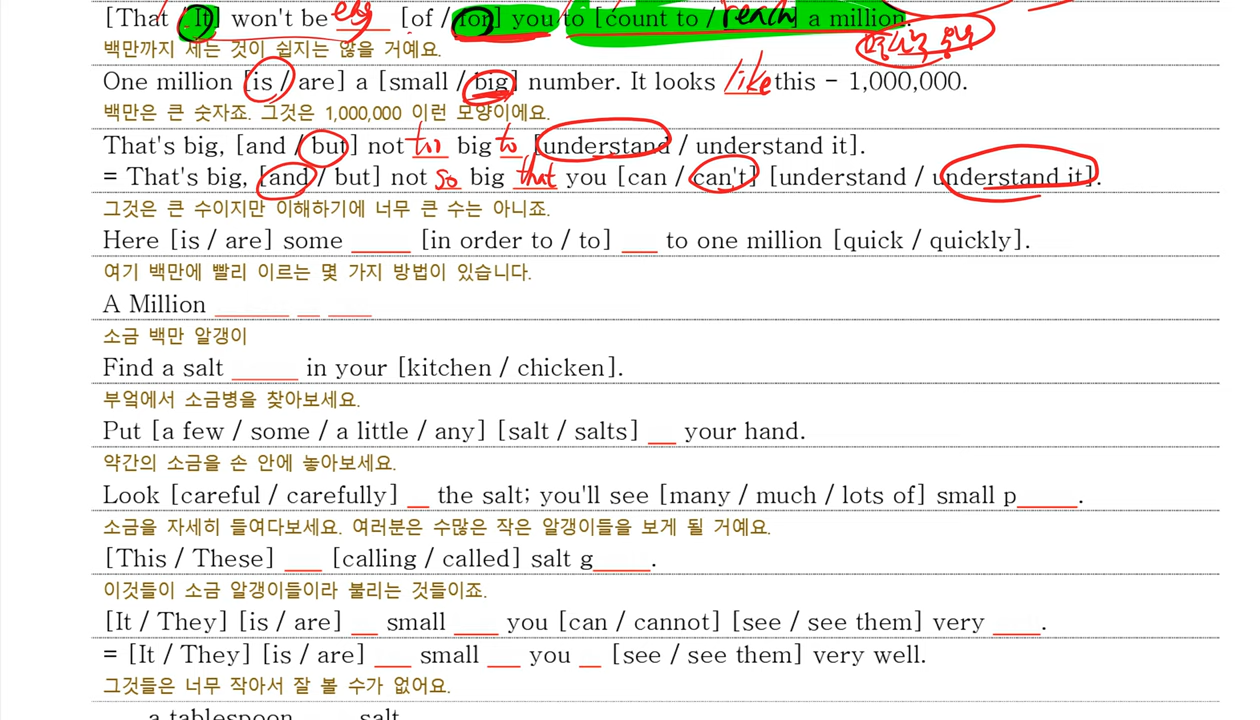 [That / It] won't be easy [of / for] you to [count to / reach] a million.
백만까지 세는 것이 쉽지는 않을 거예요.
One million [is / are] a [small / big] number. It looks like this - 1,000,000.
백만은 큰 숫자죠. 그것은 1,000,000 이런 모양이에요.
That's big, [and / but] not too big to [understand / understand it].
= That's big, [and / but] not so big that you [can / can't] [understand / understand it].
그것은 큰 수이지만 이해하기에 너무 큰 수는 아니죠.
Here [is / are] some _____ [in order to / to] ____ to one million [quick / quickly].
여기 백만에 빨리 이르는 몇 가지 방법이 있습니다.
A Million _______ __ ____
소금 백만 알갱이
Find a salt ______ in your [kitchen / chicken].
부엌에서 소금병을 찾아보세요.
Put [a few / some / a little / any] [salt / salts] ___ your hand.
약간의 소금을 손 안에 놓아보세요.
Look [careful / carefully] __ the salt; you'll see [many / much / lots of] small p_____.
소금을 자세히 들여다보세요. 여러분은 수많은 작은 알갱이들을 보게 될 거예요.
[This / These] ____ [calling / called] salt g_____.
이것들이 소금 알갱이들이라 불리는 것들이죠.
[It / They] [is / are] __ small ____ you [can / cannot] [see / see them] very ____.
= [It / They] [is / are] ___ small ___ you __ [see / see them] very well.
그것들은 너무 작아서 잘 볼 수가 없어요.
a tablespoon ____ salt